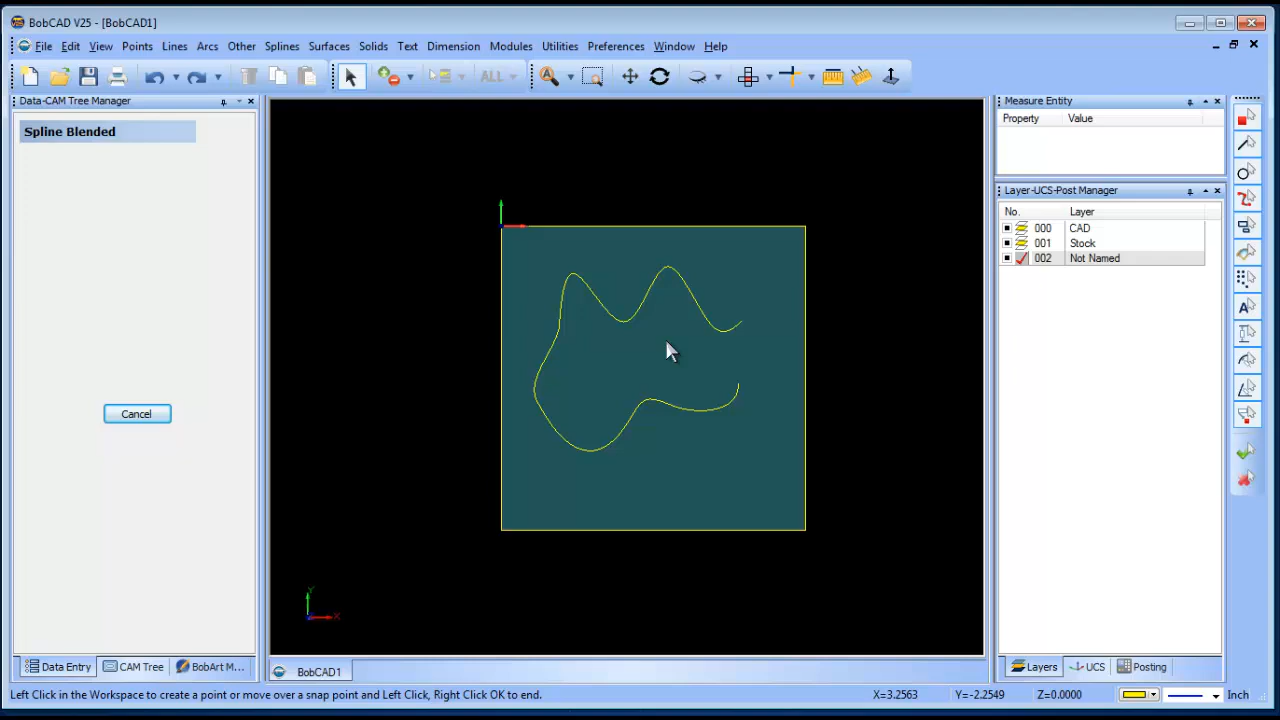 BobCAD V25 - [BobCAD1]
File Edit View Points Lines Arcs Other Splines Surfaces Solids Text Dimension Modules Utilities Preferences Window Help
ALL
Data-CAM Tree Manager
Spline Blended
Cancel
Data Entry CAM Tree BobArt M...
Y
X
BobCAD1
Measure Entity
Property Value
Layer-UCS-Post Manager
No. Layer
000 CAD
001 Stock
002 Not Named
A
Layers UCS Posting
Left Click in the Workspace to create a point or move over a snap point and Left Click, Right Click OK to end. X=3.2563 Y=-2.2549 Z=0.0000 Inch